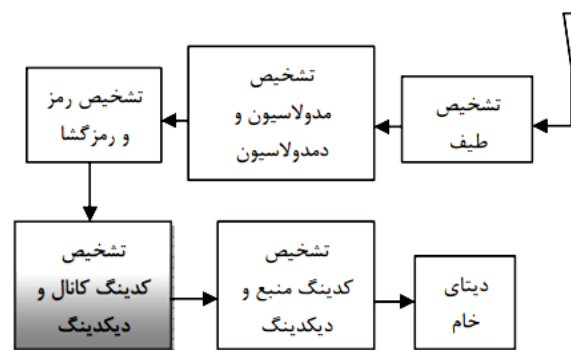 تشخیص
طیف
تشخیص
مدولاسیون و
دمدولاسیون
تشخیص رمز
و رمزگشا
تشخیص
کدینگ کانال و
دیکدینگ
تشخیص
کدینگ منبع و
دیکدینگ
دیتای
خام